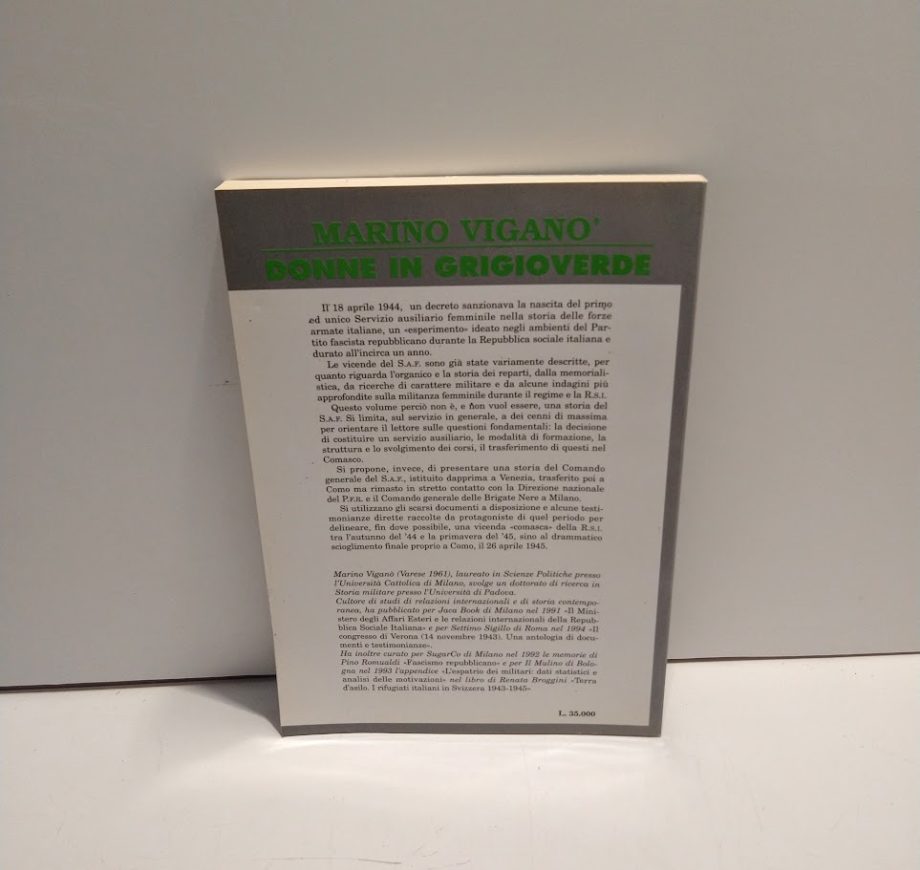 MARINO VIGANO'
DONNE IN GRIGIOVERDE
Il 18 aprile 1944, un decreto sanzionava la nascita del primo
ed unico Servizio ausiliario femminile nella storia delle forze
armate italiane, un «esperimento» ideato negli ambienti del Par-
tito fascista repubblicano durante la Repubblica sociale italiana e
durato all'incirca un anno.
Le vicende del S.A.F. sono già state variamente descritte, per
quanto riguarda l'organico e la storia dei reparti, dalla memoriali-
stica, da ricerche di carattere militare e da alcune indagini più
approfondite sulla militanza femminile durante il regime e la R.S.I.
Questo volume perciò non è, e non vuol essere, una storia del
S.A.F. Si limita, sul servizio in generale, a dei cenni di massima
per orientare il lettore sulle questioni fondamentali: la decisione
di costituire un servizio ausiliario, le modalità di formazione, la
struttura e lo svolgimento dei corsi, il trasferimento di questi nel
Comasco.
Si propone, invece, di presentare una storia del Comando
generale del S.A.F., istituito dapprima a Venezia, trasferito poi a
Como ma rimasto in stretto contatto con la Direzione nazionale
del P.F.R. e il Comando generale delle Brigate Nere a Milano.
Si utilizzano gli scarsi documenti a disposizione e alcune testi-
monianze dirette raccolte da protagoniste di quel periodo per
delineare, fin dove possibile, una vicenda «comasca» della R.S.I.
tra l'autunno del '44 e la primavera del '45, sino al drammatico
scioglimento finale proprio a Como, il 26 aprile 1945.
Marino Viganò (Varese 1961), laureato in Scienze Politiche presso
l'Università Cattolica di Milano, svolge un dottorato di ricerca in
Storia militare presso l'Università di Padova.
Cultore di studi di relazioni internazionali e di storia contempo-
ranea, ha pubblicato per Jaca Book di Milano nel 1991 «Il Mini-
stero degli Affari Esteri e le relazioni internazionali della Repub-
blica Sociale Italiana» e per Settimo Sigillo di Roma nel 1994 «Il
congresso di Verona (14 novembre 1943). Una antologia di docu-
menti e testimonianze».
Ha inoltre curato per SugarCo di Milano nel 1992 le memorie di
Pino Romualdi «Fascismo repubblicano» e per Il Mulino di Bolo-
gna nel 1993 l'appendice «L'espatrio dei militari: dati statistici e
analisi delle motivazioni» nel libro di Renata Broggini «Terra
d'asilo. I rifugiati italiani in Svizzera 1943-1945»
L. 35.000